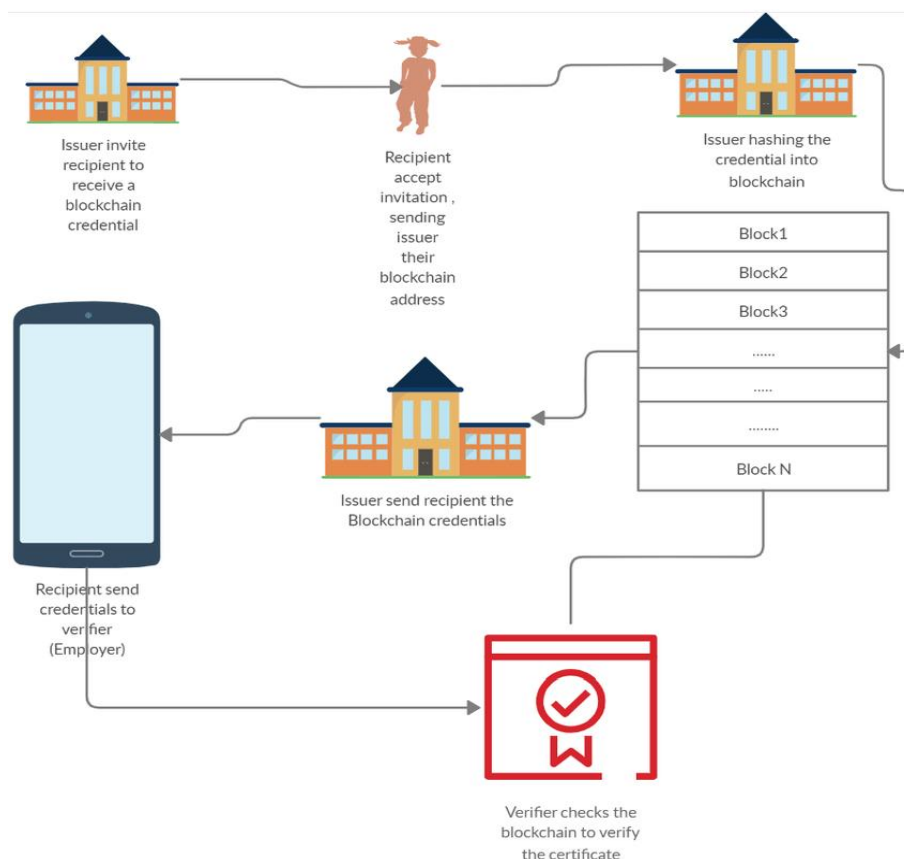 Issuer invite
recipient to
receive a
blockchain
credential
Recipient
accept
invitation ,
sending
issuer
their
blockchain
address
Issuer hashing the
credential into
blockchain
Block1
Block2
Block3
......
.....
........
Block N
Issuer send recipient the
Blockchain credentials
Recipient send
credentials to
verifier
(Employer)
Verifier checks the
blockchain to verify
the certificate